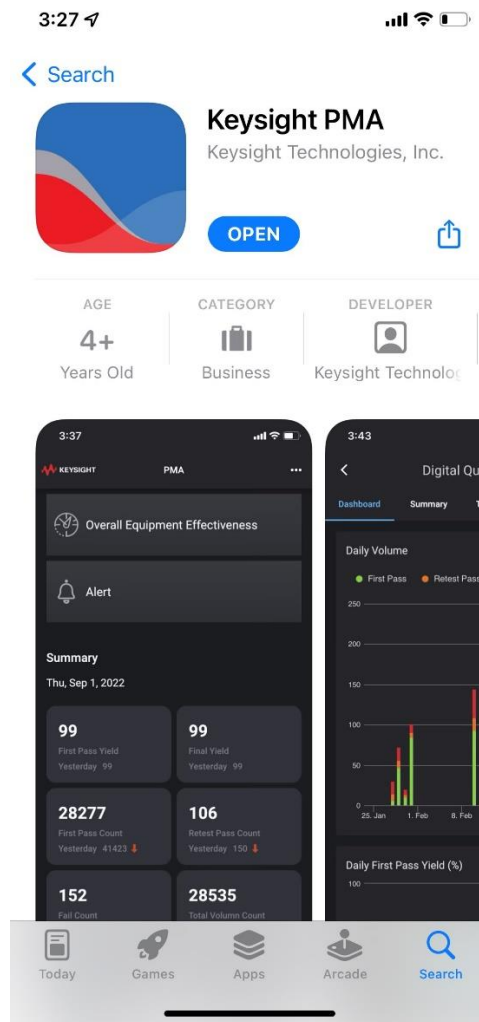 3:27
Search
Keysight PMA
Keysight Technologies, Inc.
OPEN
AGE
4+
Years Old
CATEGORY
Business
DEVELOPER
Keysight Technolog
3:37
KEYSIGHT
PMA
Overall Equipment Effectiveness
Alert
Summary
Thu, Sep 1, 2022
99
First Pass Yield
Yesterday 99
99
Final Yield
Yesterday 99
28277
First Pass Count
Yesterday 41423
106
Retest Pass Count
Yesterday 150
152
Fail Count
28535
Total Volumn Count
3:43
Digital Qu
Dashboard
Summary
T
Daily Volume
First Pass
Retest Pass
250
200
150
100
50
0
25. Jan
1. Feb
8. Feb
Daily First Pass Yield (%)
100
Today
Games
Apps
Arcade
Search